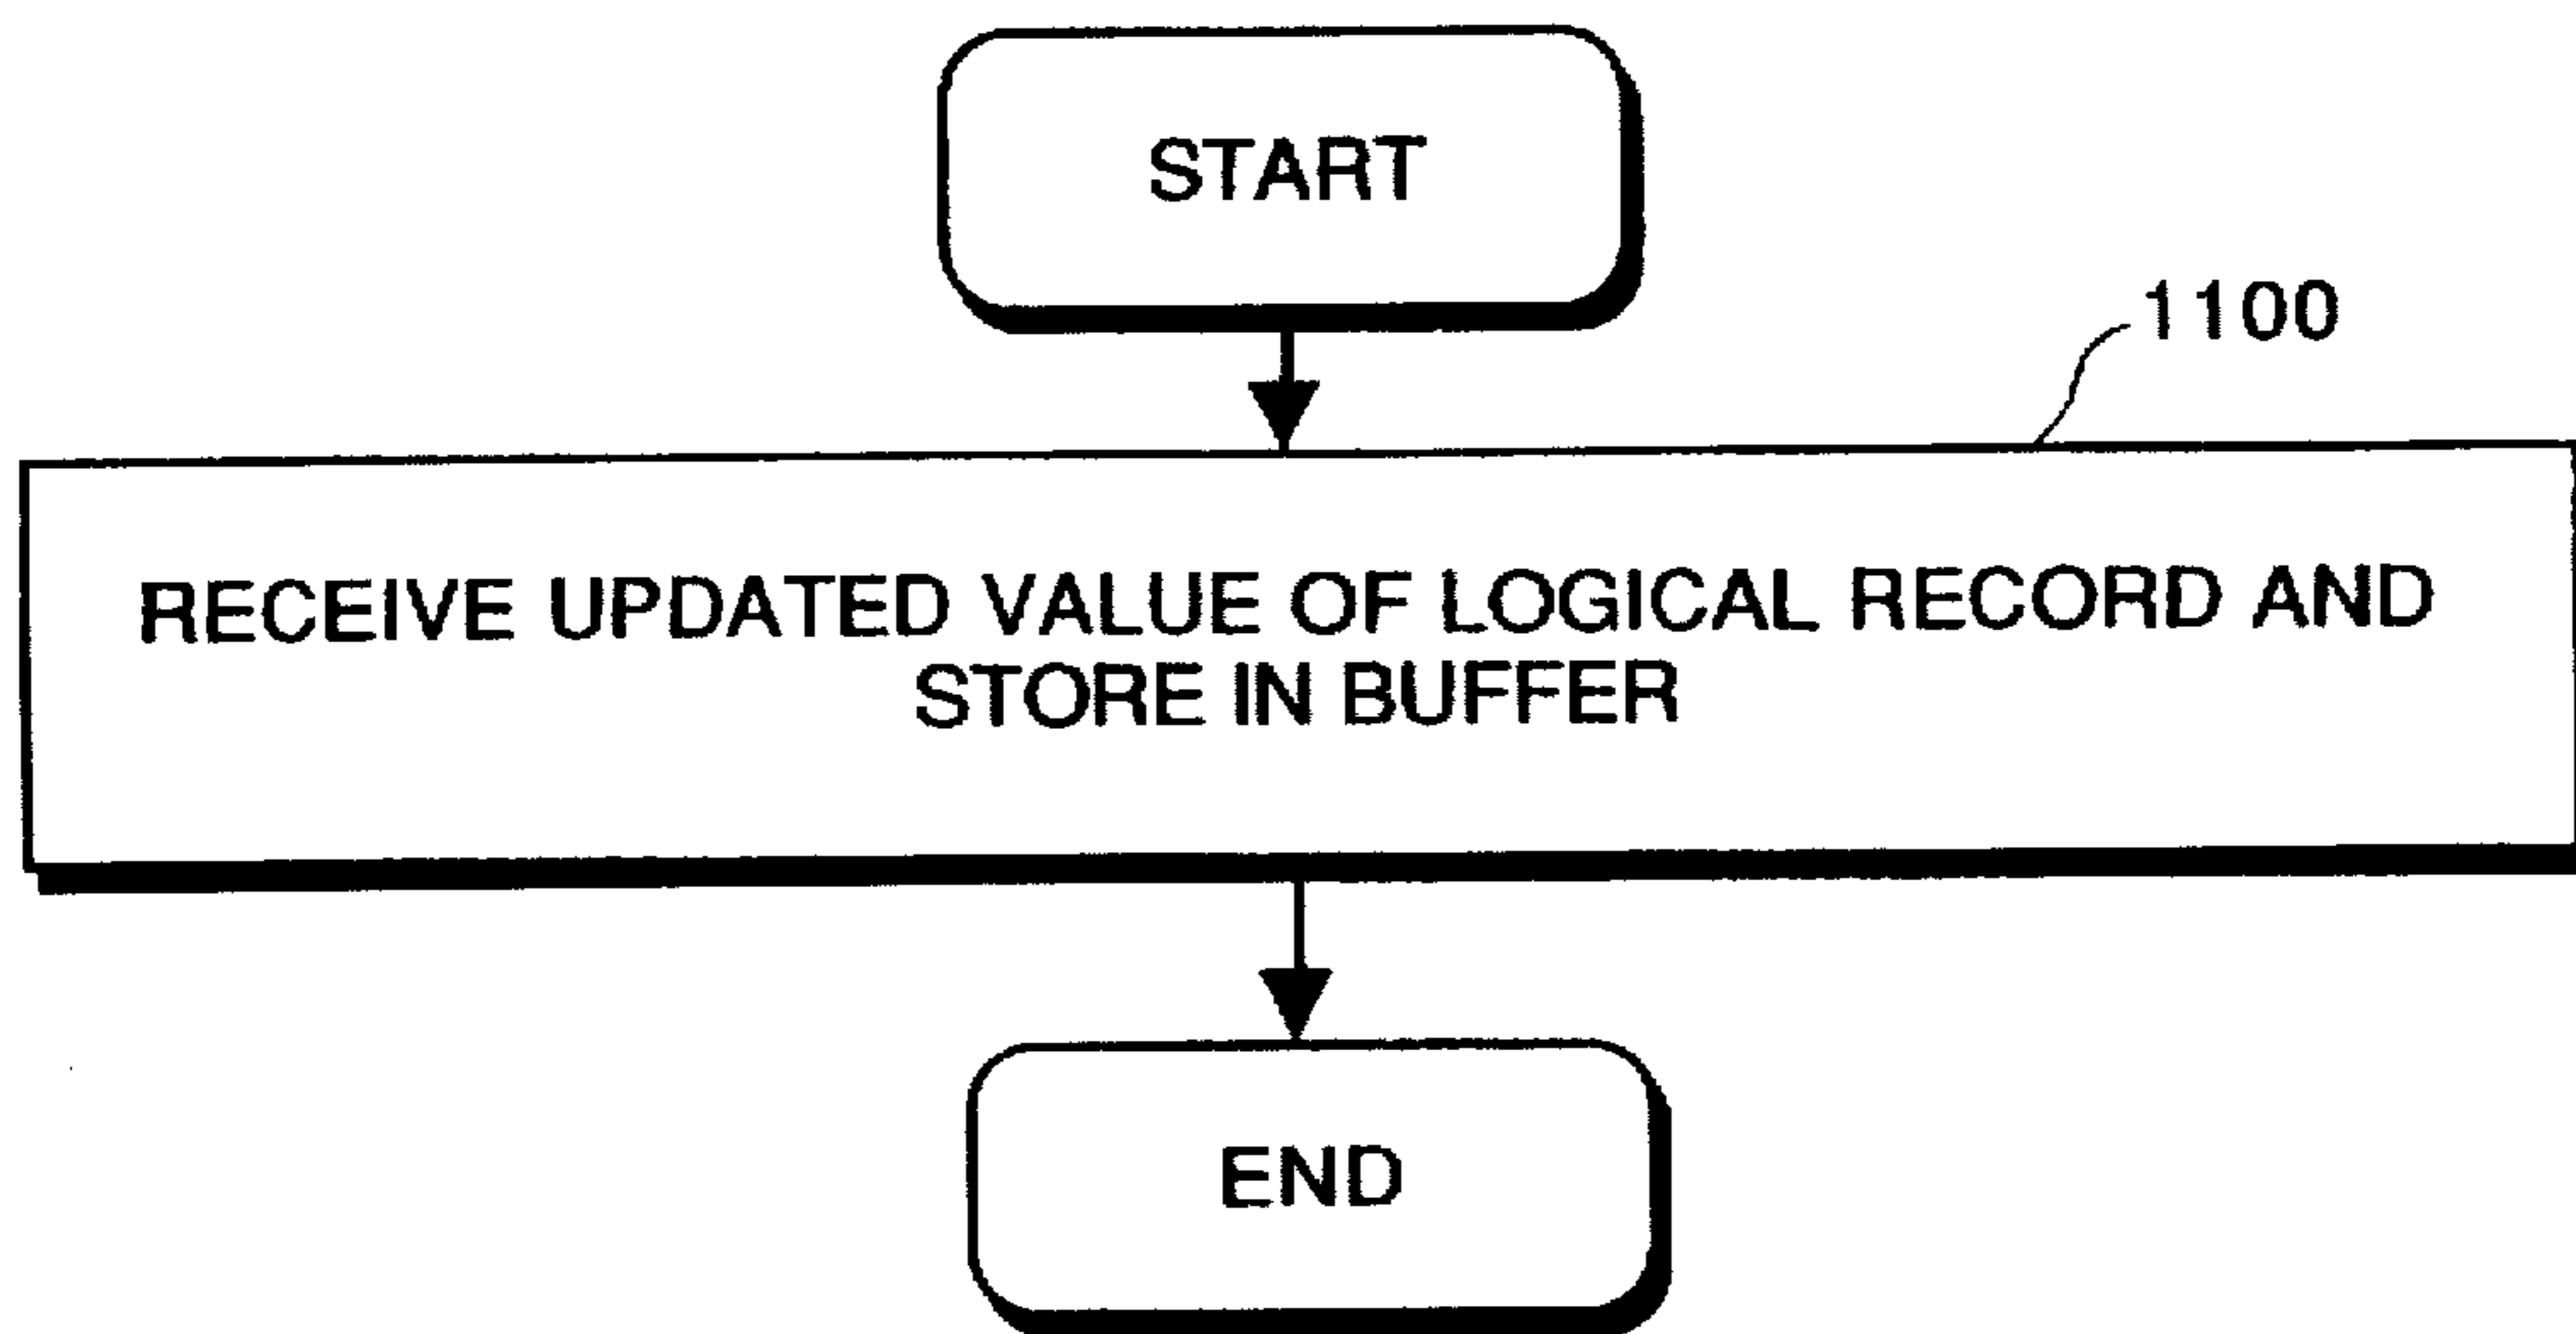 START
1100
RECEIVE UPDATED VALUE OF LOGICAL RECORD AND
STORE IN BUFFER
END